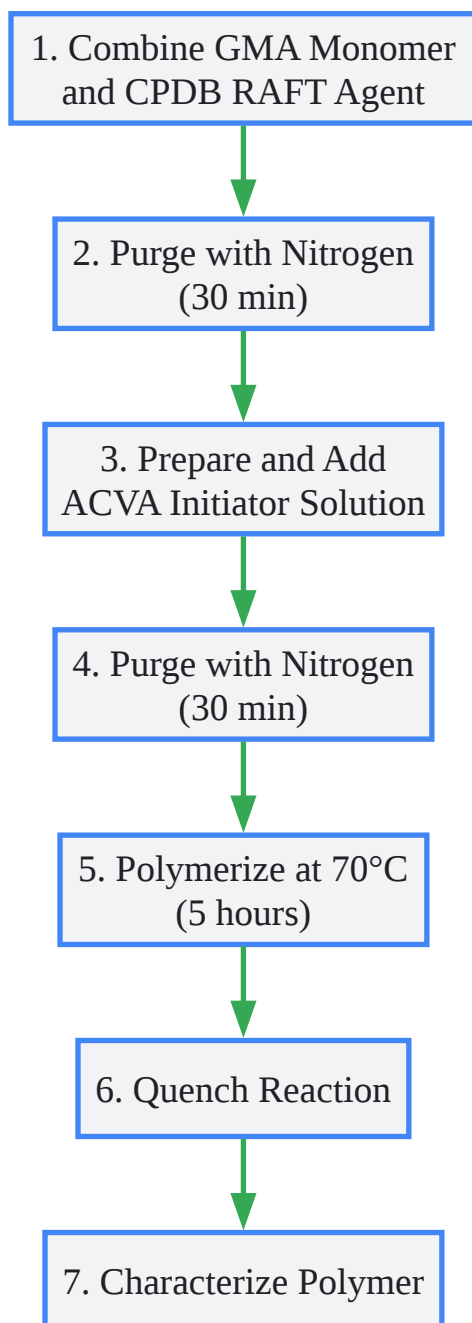 1. Combine GMA Monomer
and CPDB RAFT Agent
2. Purge with Nitrogen
(30 min)
3. Prepare and Add
ACVA Initiator Solution
4. Purge with Nitrogen
(30 min)
5. Polymerize at 70°C
(5 hours)
6. Quench Reaction
7. Characterize Polymer